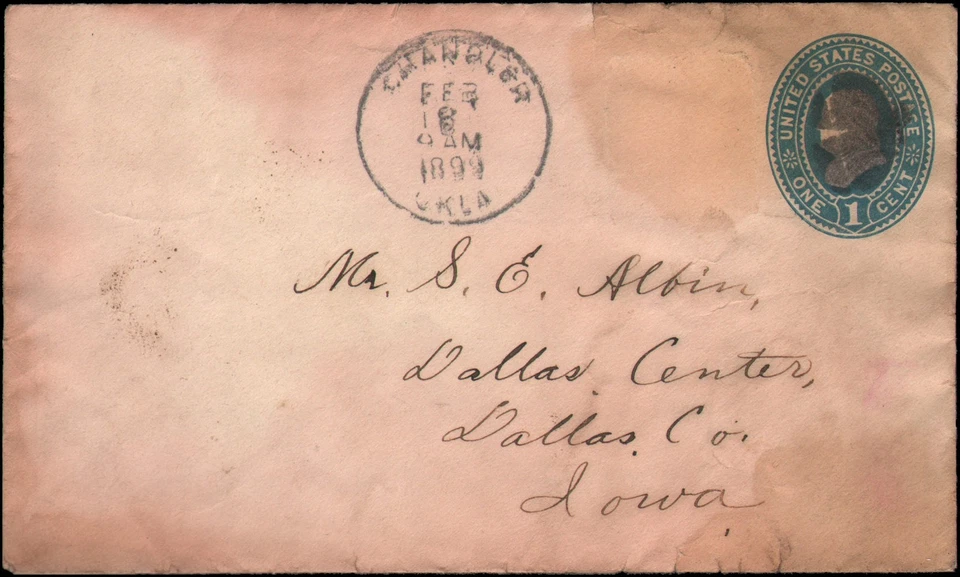 CHANDLER
FEB
9 AM
1899
OKLA
UNITED STATES POSTAGE
ONE 1 CENT
Mr. S. E. Albin,
Dallas Center,
Dallas Co.
Iowa